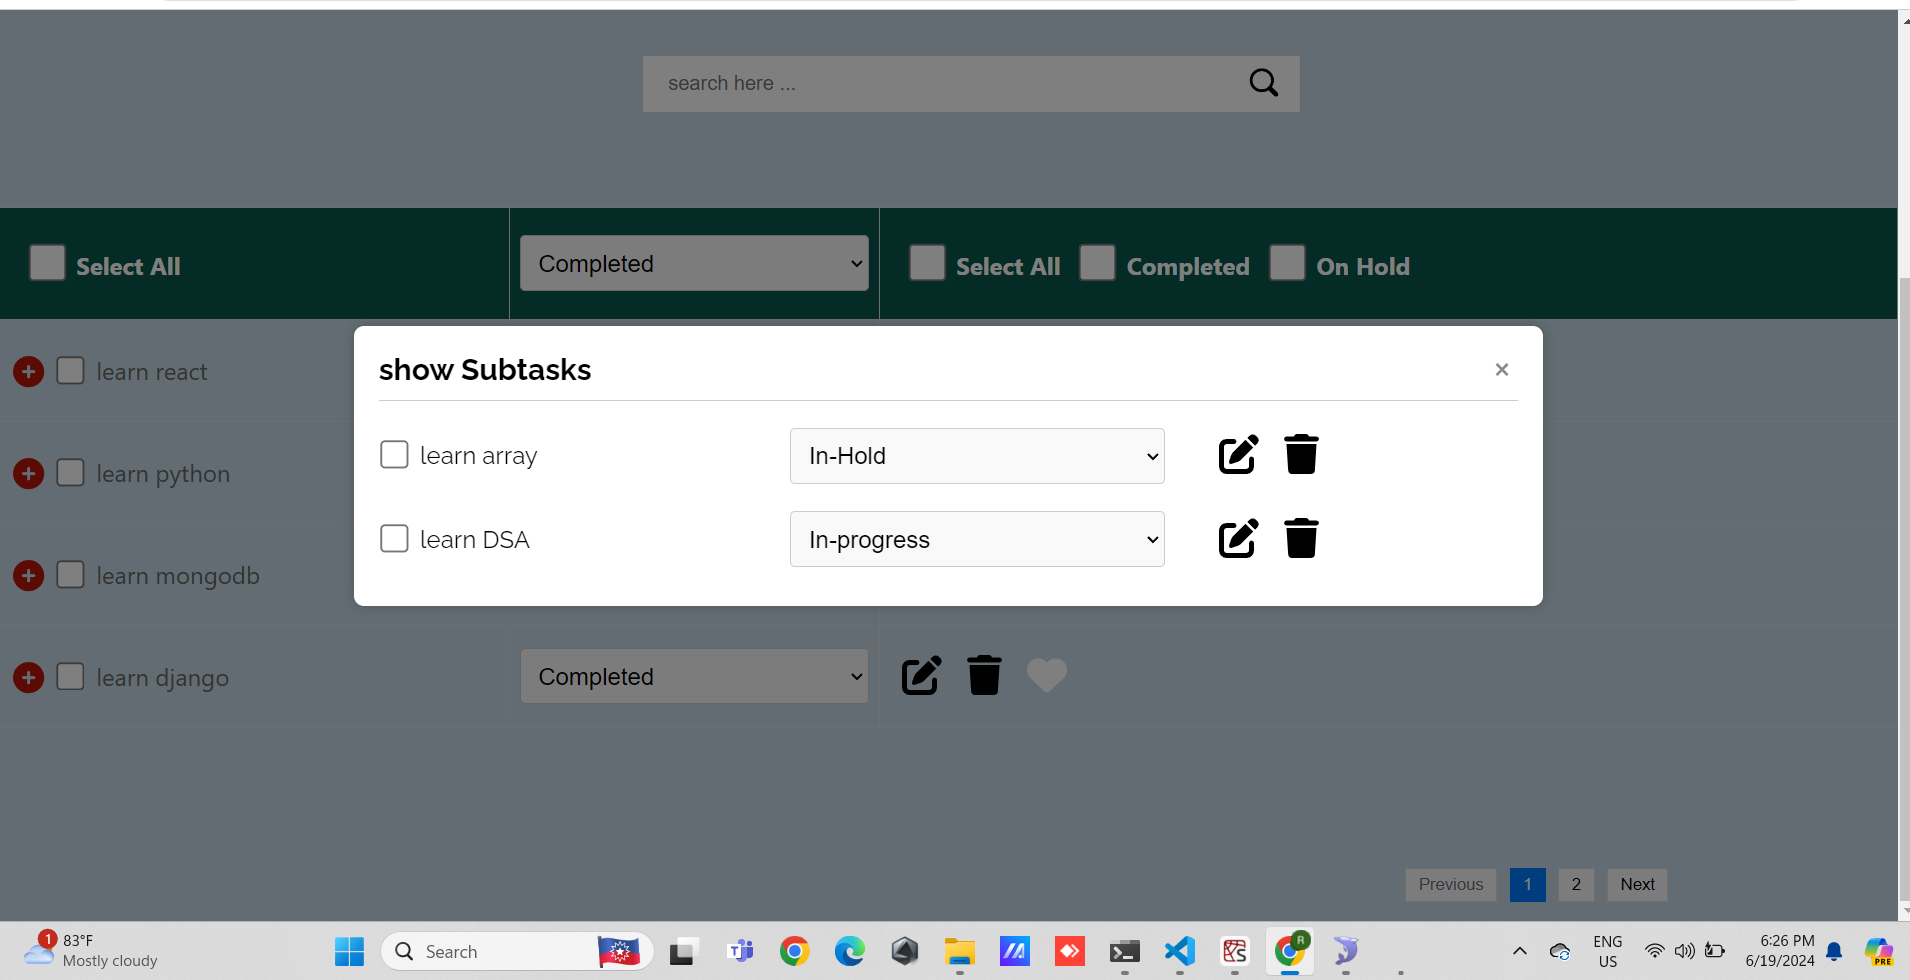 search here ...
Select All
Completed
Select All
Completed
On Hold
learn react
learn python
learn mongodb
learn django
Completed
show Subtasks
×
learn array
In-Hold
learn DSA
In-progress
Previous
1
2
Next
1
83°F
Mostly cloudy
Search
R
ENG
US
6:26 PM
6/19/2024
PRE